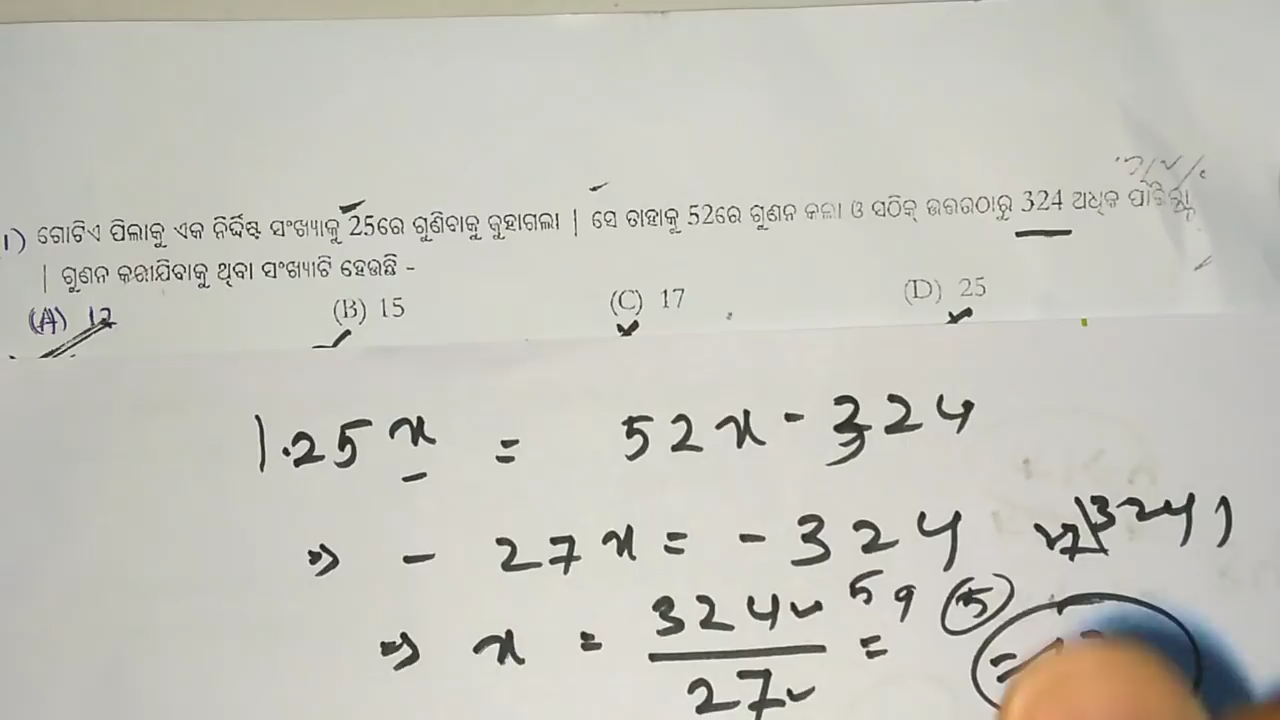 1) ଗୋଟିଏ ପିଲାକୁ ଏକ ନିର୍ଦ୍ଦିଷ୍ଟ ସଂଖ୍ୟାକୁ 25ରେ ଗୁଣିବାକୁ କୁହାଗଲା | ସେ ତାହାକୁ 52ରେ ଗୁଣନ କଲା ଓ ସଠିକ୍ ଉତ୍ତରଠାରୁ 324 ଅଧିକ ପାଇଲା
| ଗୁଣନ କରାଯିବାକୁ ଥିବା ସଂଖ୍ୟାଟି ହେଉଛି -
(A) 12 (B) 15 (C) 17 (D) 25
1.25x = 52x - 324
⇒ - 27x = - 324
⇒ x = 324 / 27 =